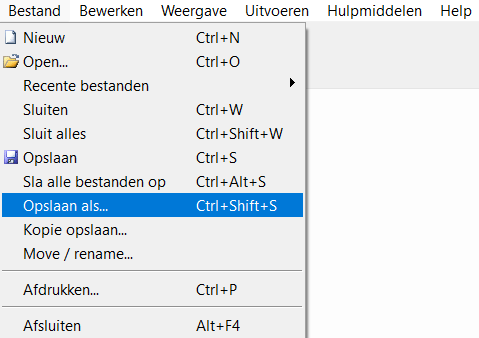 Bestand Bewerken Weergave Uitvoeren Hulpmiddelen Help
Nieuw Ctrl+N
Open... Ctrl+O
Recente bestanden
Sluiten Ctrl+W
Sluit alles Ctrl+Shift+W
Opslaan Ctrl+S
Sla alle bestanden op Ctrl+Alt+S
Opslaan als... Ctrl+Shift+S
Kopie opslaan...
Move / rename...
Afdrukken... Ctrl+P
Afsluiten Alt+F4